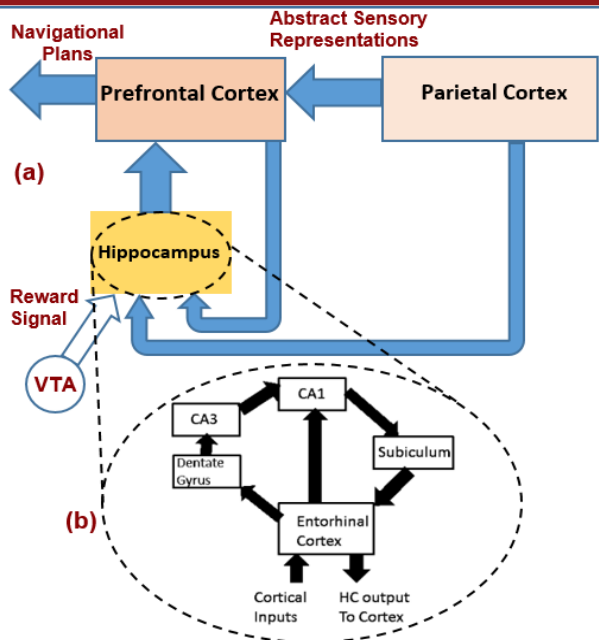 Navigational
Plans
Abstract Sensory
Representations
Prefrontal Cortex
Parietal Cortex
(a)
Hippocampus
Reward
Signal
VTA
CA1
CA3
Subiculum
Dentate
Gyrus
(b)
Entorhinal
Cortex
Cortical
Inputs
HC output
To Cortex